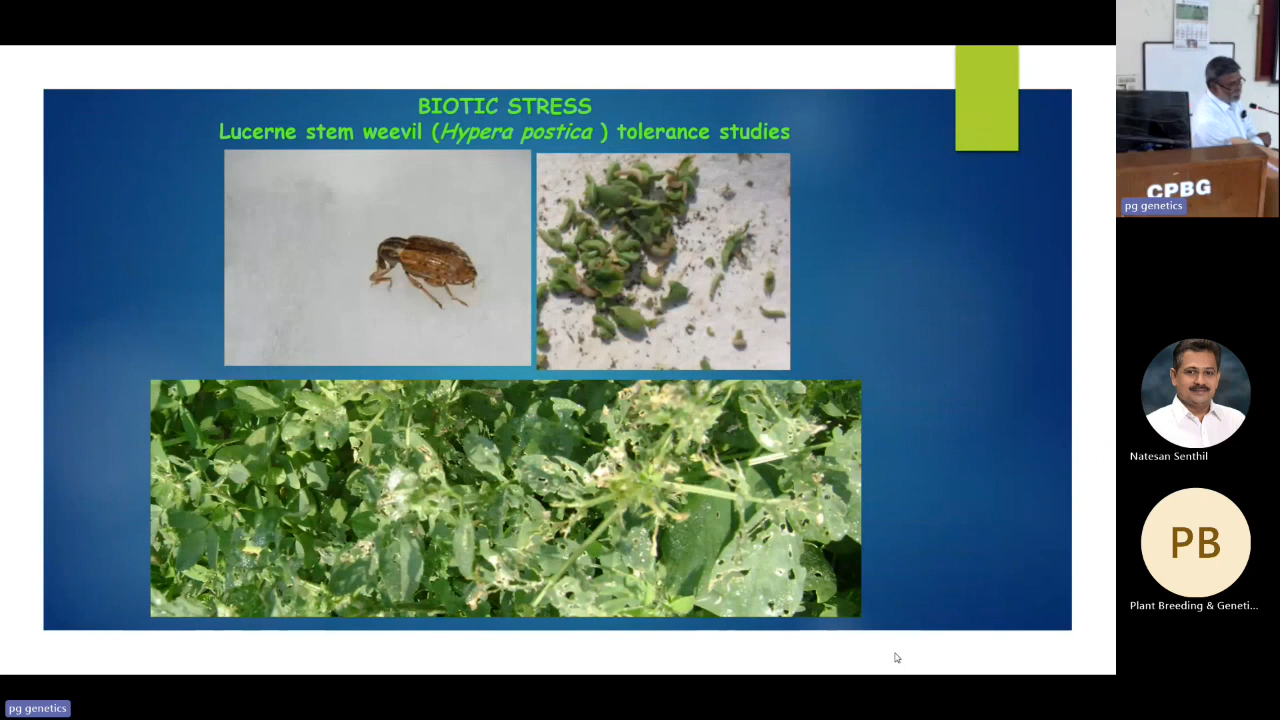 BIOTIC STRESS
Lucerne stem weevil (Hypera postica ) tolerance studies
CPBG
pg genetics
Natesan Senthil
PB
Plant Breeding & Geneti...
pg genetics